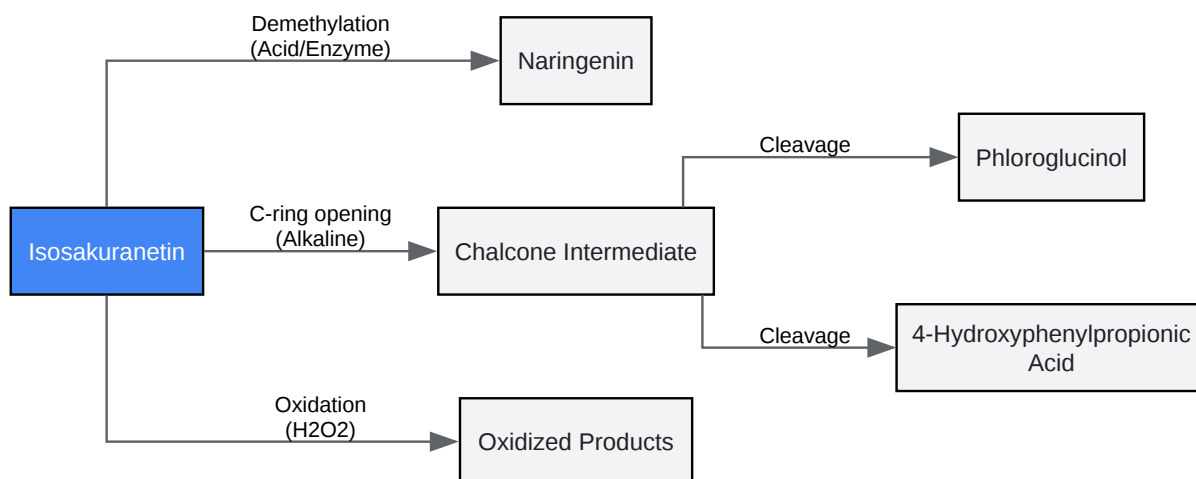 Demethylation
(Acid/Enzyme)
Naringenin
Cleavage
Phloroglucinol
Isosakuranetin
C-ring opening
(Alkaline)
Chalcone Intermediate
Cleavage
4-Hydroxyphenylpropionic
Acid
Oxidation
(H2O2)
Oxidized Products